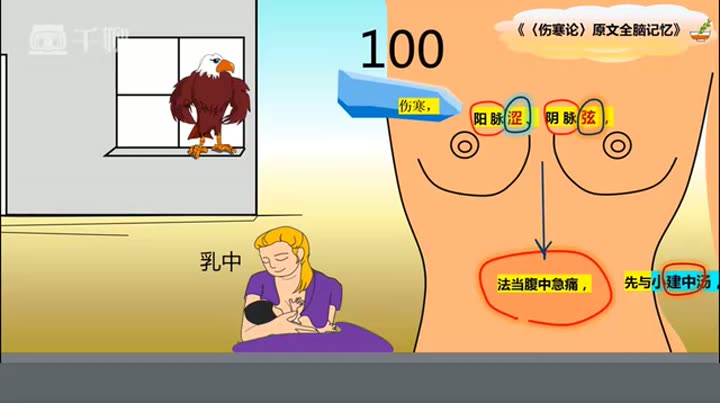 千聊
100
《〈伤寒论〉原文全脑记忆》
伤寒，
阳脉涩、阴脉弦，
乳中
法当腹中急痛，
先与小建中汤，